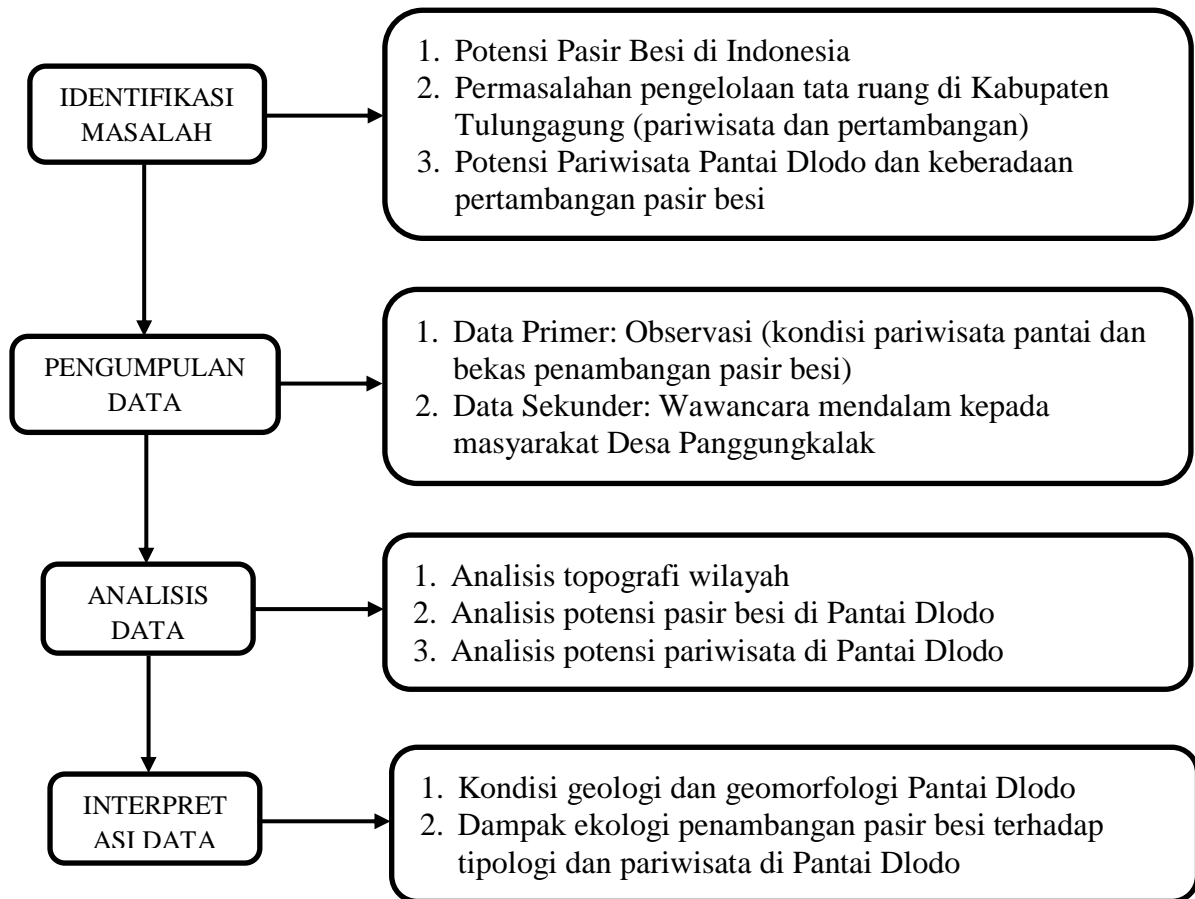 IDENTIFIKASI
MASALAH
1. Potensi Pasir Besi di Indonesia
2. Permasalahan pengelolaan tata ruang di Kabupaten
Tulungagung (pariwisata dan pertambangan)
3. Potensi Pariwisata Pantai Dlodo dan keberadaan
pertambangan pasir besi
PENGUMPULAN
DATA
1. Data Primer: Observasi (kondisi pariwisata pantai dan
bekas penambangan pasir besi)
2. Data Sekunder: Wawancara mendalam kepada
masyarakat Desa Panggungkalak
ANALISIS
DATA
1. Analisis topografi wilayah
2. Analisis potensi pasir besi di Pantai Dlodo
3. Analisis potensi pariwisata di Pantai Dlodo
INTERPRET
ASI DATA
1. Kondisi geologi dan geomorfologi Pantai Dlodo
2. Dampak ekologi penambangan pasir besi terhadap
tipologi dan pariwisata di Pantai Dlodo